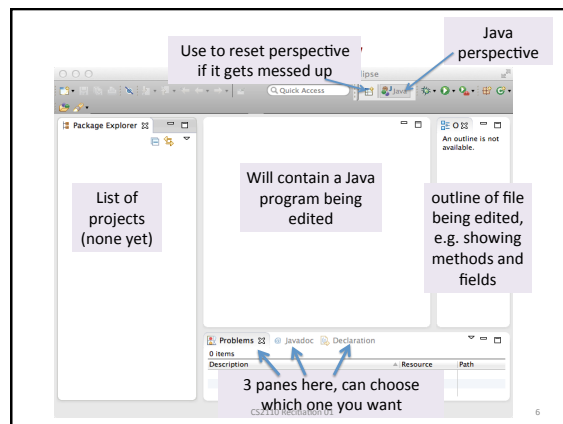 Use to reset perspective
if it gets messed up
Java
perspective
lipse
Quick Access
Java
Package Explorer
An outline is not
available.
List of
projects
(none yet)
Will contain a Java
program being
edited
outline of file
being edited,
e.g. showing
methods and
fields
Problems
Javadoc
Declaration
0 items
Description
Resource
Path
3 panes here, can choose
which one you want
CS2110 Recitation 01
6